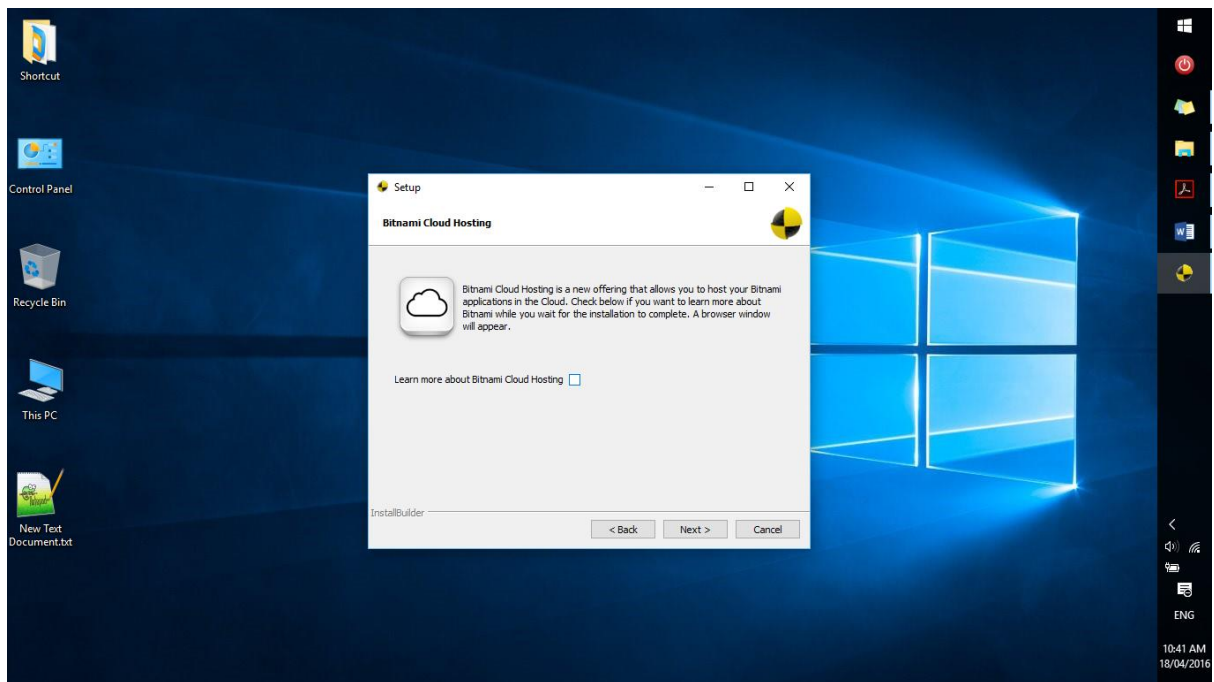 Shortcut
Control Panel
Recycle Bin
This PC
New Text
Document.txt
Setup
Bitnami Cloud Hosting
Bitnami Cloud Hosting is a new offering that allows you to host your Bitnami
applications in the Cloud. Check below if you want to learn more about
Bitnami while you wait for the installation to complete. A browser window
will appear.
Learn more about Bitnami Cloud Hosting
InstallBuilder
< Back Next > Cancel
ENG
10:41 AM
18/04/2016